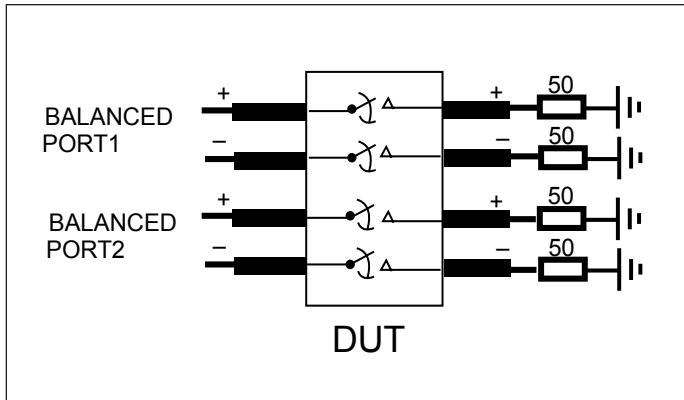 + + 50
BALANCED
PORT1
− − 50
+ + 50
BALANCED
PORT2
− − 50
DUT